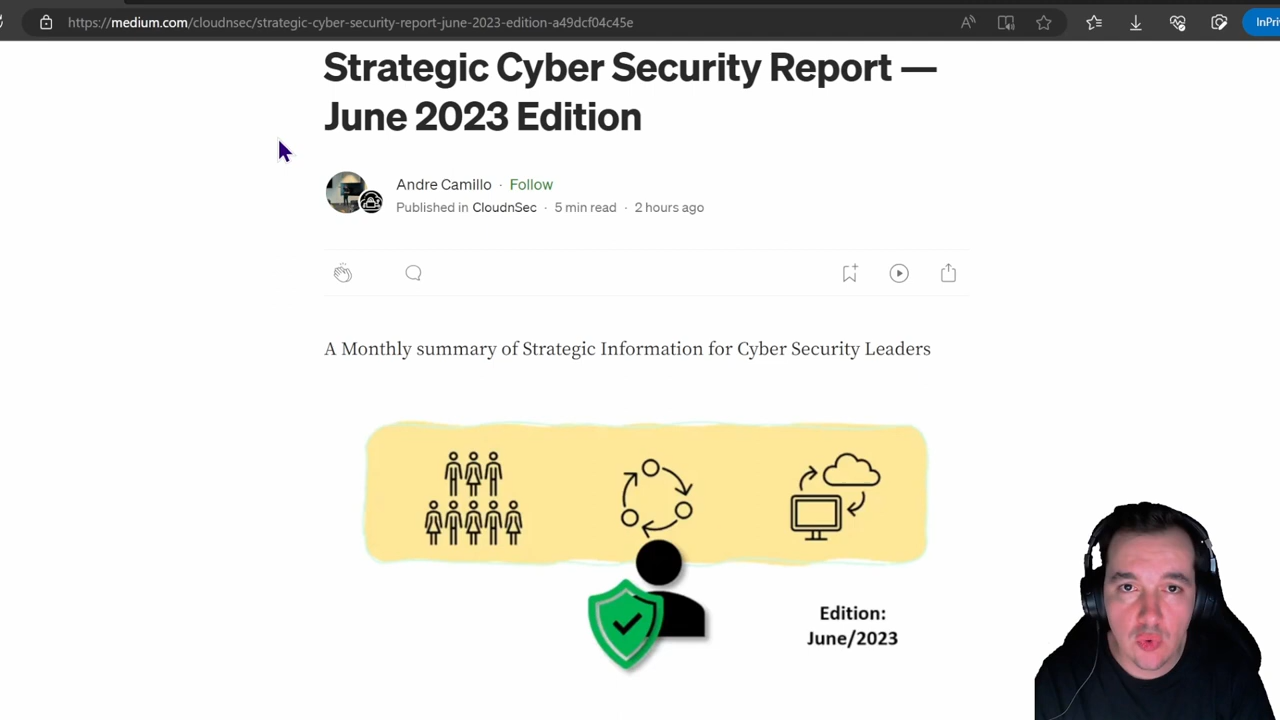 https://medium.com/cloudnsec/strategic-cyber-security-report-june-2023-edition-a49dcf04c45e
InPriv
Strategic Cyber Security Report —
June 2023 Edition
Andre Camillo · Follow
Published in CloudnSec · 5 min read · 2 hours ago
A Monthly summary of Strategic Information for Cyber Security Leaders
Edition:
June/2023